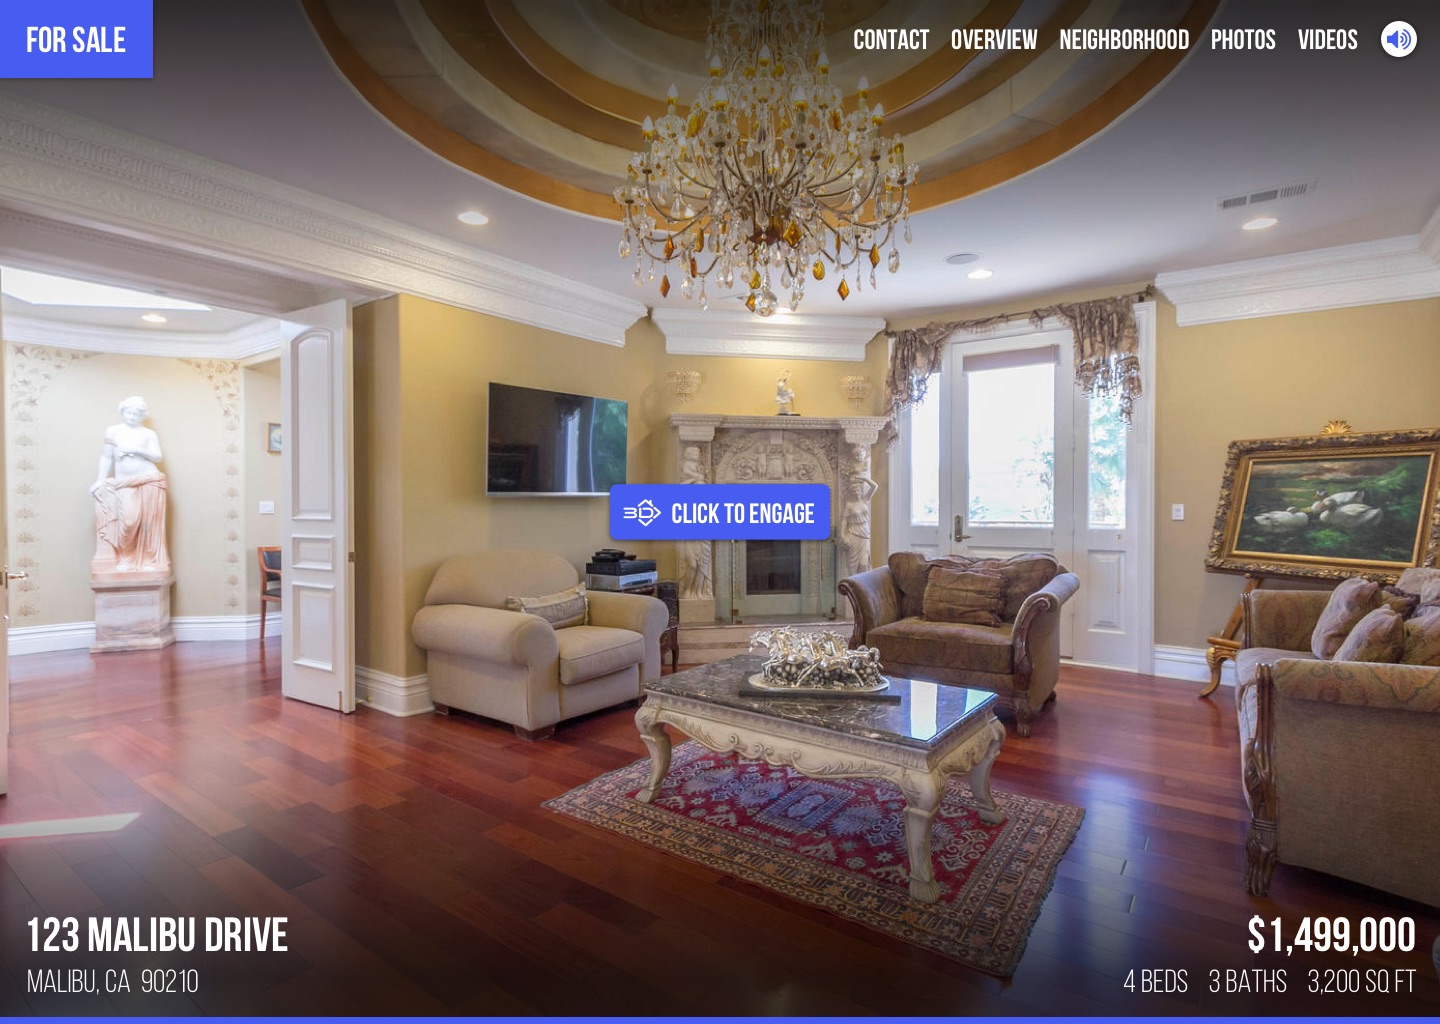 FOR SALE
CONTACT OVERVIEW NEIGHBORHOOD PHOTOS VIDEOS
3D CLICK TO ENGAGE
123 MALIBU DRIVE
MALIBU, CA 90210
$1,499,000
4 BEDS 3 BATHS 3,200 SQ FT